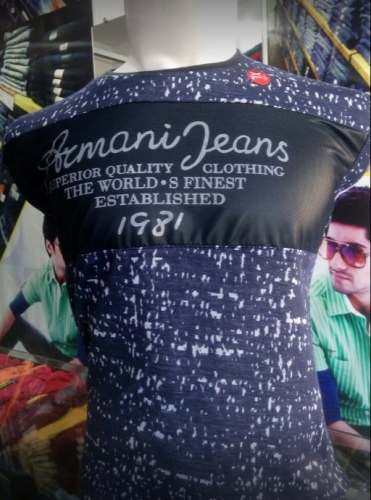 Armani Jeans
SUPERIOR QUALITY CLOTHING
THE WORLD•S FINEST
ESTABLISHED
1981